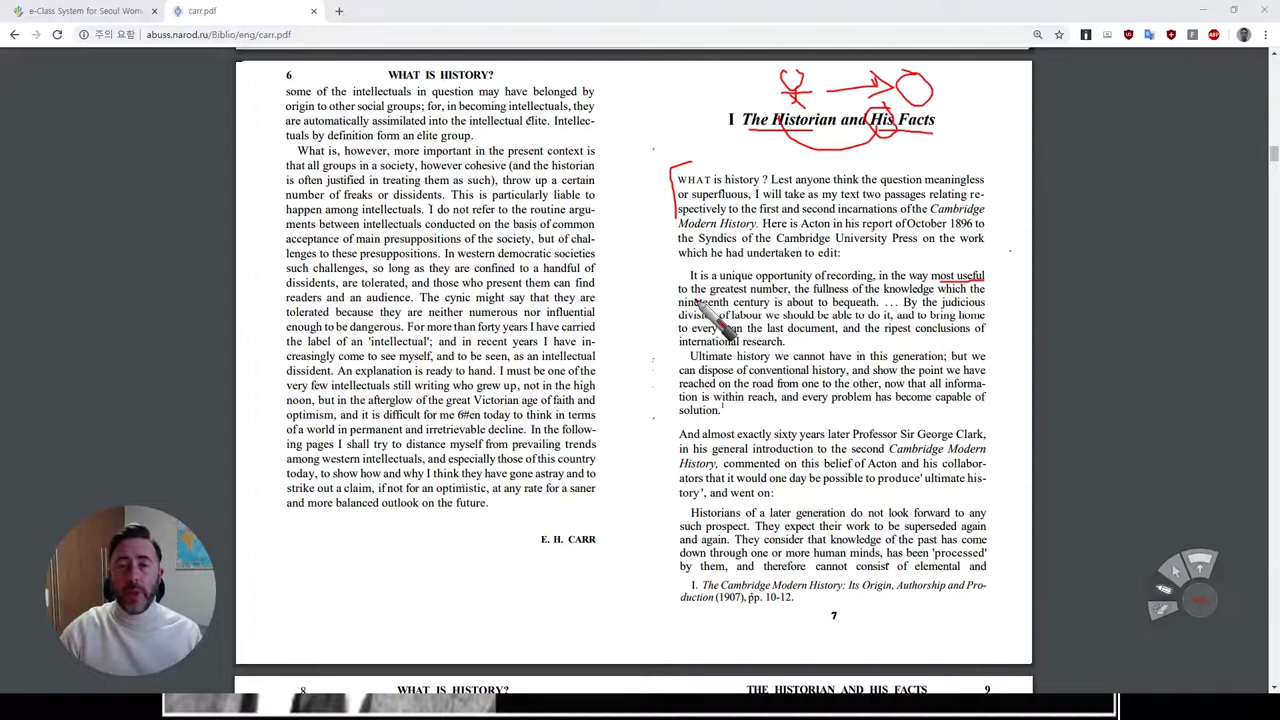 e-Class System for Seoul Wom
carr.pdf
주의 요함
abuss.narod.ru/Biblio/eng/carr.pdf
6 WHAT IS HISTORY?
some of the intellectuals in question may have belonged by
origin to other social groups; for, in becoming intellectuals, they
are automatically assimilated into the intellectual élite. Intellec-
tuals by definition form an élite group.
What is, however, more important in the present context is
that all groups in a society, however cohesive (and the historian
is often justified in treating them as such), throw up a certain
number of freaks or dissidents. This is particularly liable to
happen among intellectuals. I do not refer to the routine argu-
ments between intellectuals conducted on the basis of common
acceptance of main presuppositions of the society, but of chal-
lenges to these presuppositions. In western democratic societies
such challenges, so long as they are confined to a handful of
dissidents, are tolerated, and those who present them can find
readers and an audience. The cynic might say that they are
tolerated because they are neither numerous nor influential
enough to be dangerous. For more than forty years I have carried
the label of an 'intellectual'; and in recent years I have in-
creasingly come to see myself, and to be seen, as an intellectual
dissident. An explanation is ready to hand. I must be one of the
very few intellectuals still writing who grew up, not in the high
noon, but in the afterglow of the great Victorian age of faith and
optimism, and it is difficult for me 6#en today to think in terms
of a world in permanent and irretrievable decline. In the follow-
ing pages I shall try to distance myself from prevailing trends
among western intellectuals, and especially those of this country
today, to show how and why I think they have gone astray and to
strike out a claim, if not for an optimistic, at any rate for a saner
and more balanced outlook on the future.
E. H. CARR
I The Historian and His Facts
WHAT is history ? Lest anyone think the question meaningless
or superfluous, I will take as my text two passages relating re-
spectively to the first and second incarnations of the Cambridge
Modern History. Here is Acton in his report of October 1896 to
the Syndics of the Cambridge University Press on the work
which he had undertaken to edit:
It is a unique opportunity of recording, in the way most useful
to the greatest number, the fullness of the knowledge which the
nineteenth century is about to bequeath. ... By the judicious
division of labour we should be able to do it, and to bring home
to every man the last document, and the ripest conclusions of
international research.
Ultimate history we cannot have in this generation; but we
can dispose of conventional history, and show the point we have
reached on the road from one to the other, now that all informa-
tion is within reach, and every problem has become capable of
solution.1
And almost exactly sixty years later Professor Sir George Clark,
in his general introduction to the second Cambridge Modern
History, commented on this belief of Acton and his collabor-
ators that it would one day be possible to produce' ultimate his-
tory ', and went on:
Historians of a later generation do not look forward to any
such prospect. They expect their work to be superseded again
and again. They consider that knowledge of the past has come
down through one or more human minds, has been 'processed'
by them, and therefore cannot consist of elemental and
I. The Cambridge Modern History: Its Origin, Authorship and Pro-
duction (1907), pp. 10-12.
7
8 WHAT IS HISTORY?
THE HISTORIAN AND HIS FACTS 9